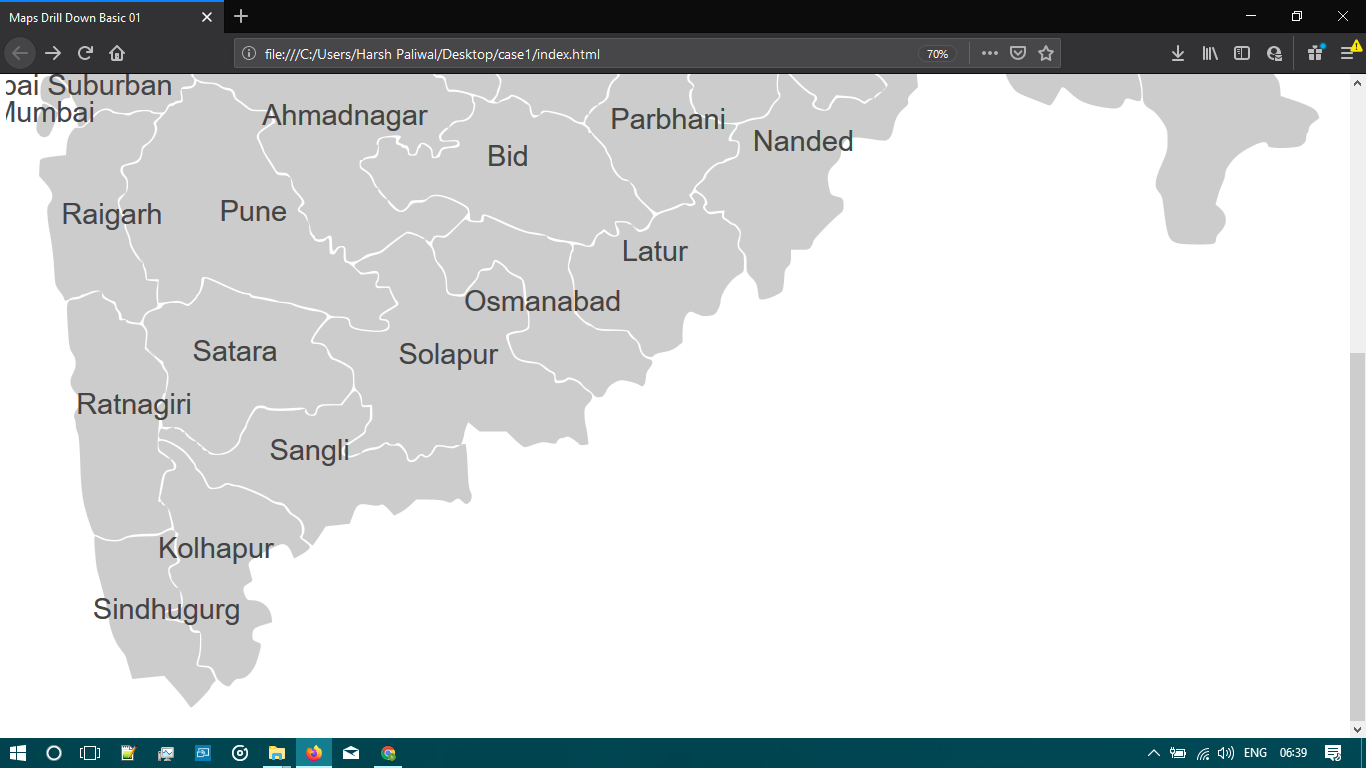 Maps Drill Down Basic 01
file:///C:/Users/Harsh Paliwal/Desktop/case1/index.html
70%
bai Suburban
Mumbai
Ahmadnagar
Parbhani
Nanded
Bid
Raigarh
Pune
Latur
Osmanabad
Satara
Solapur
Ratnagiri
Sangli
Kolhapur
Sindhugurg
ENG
06:39